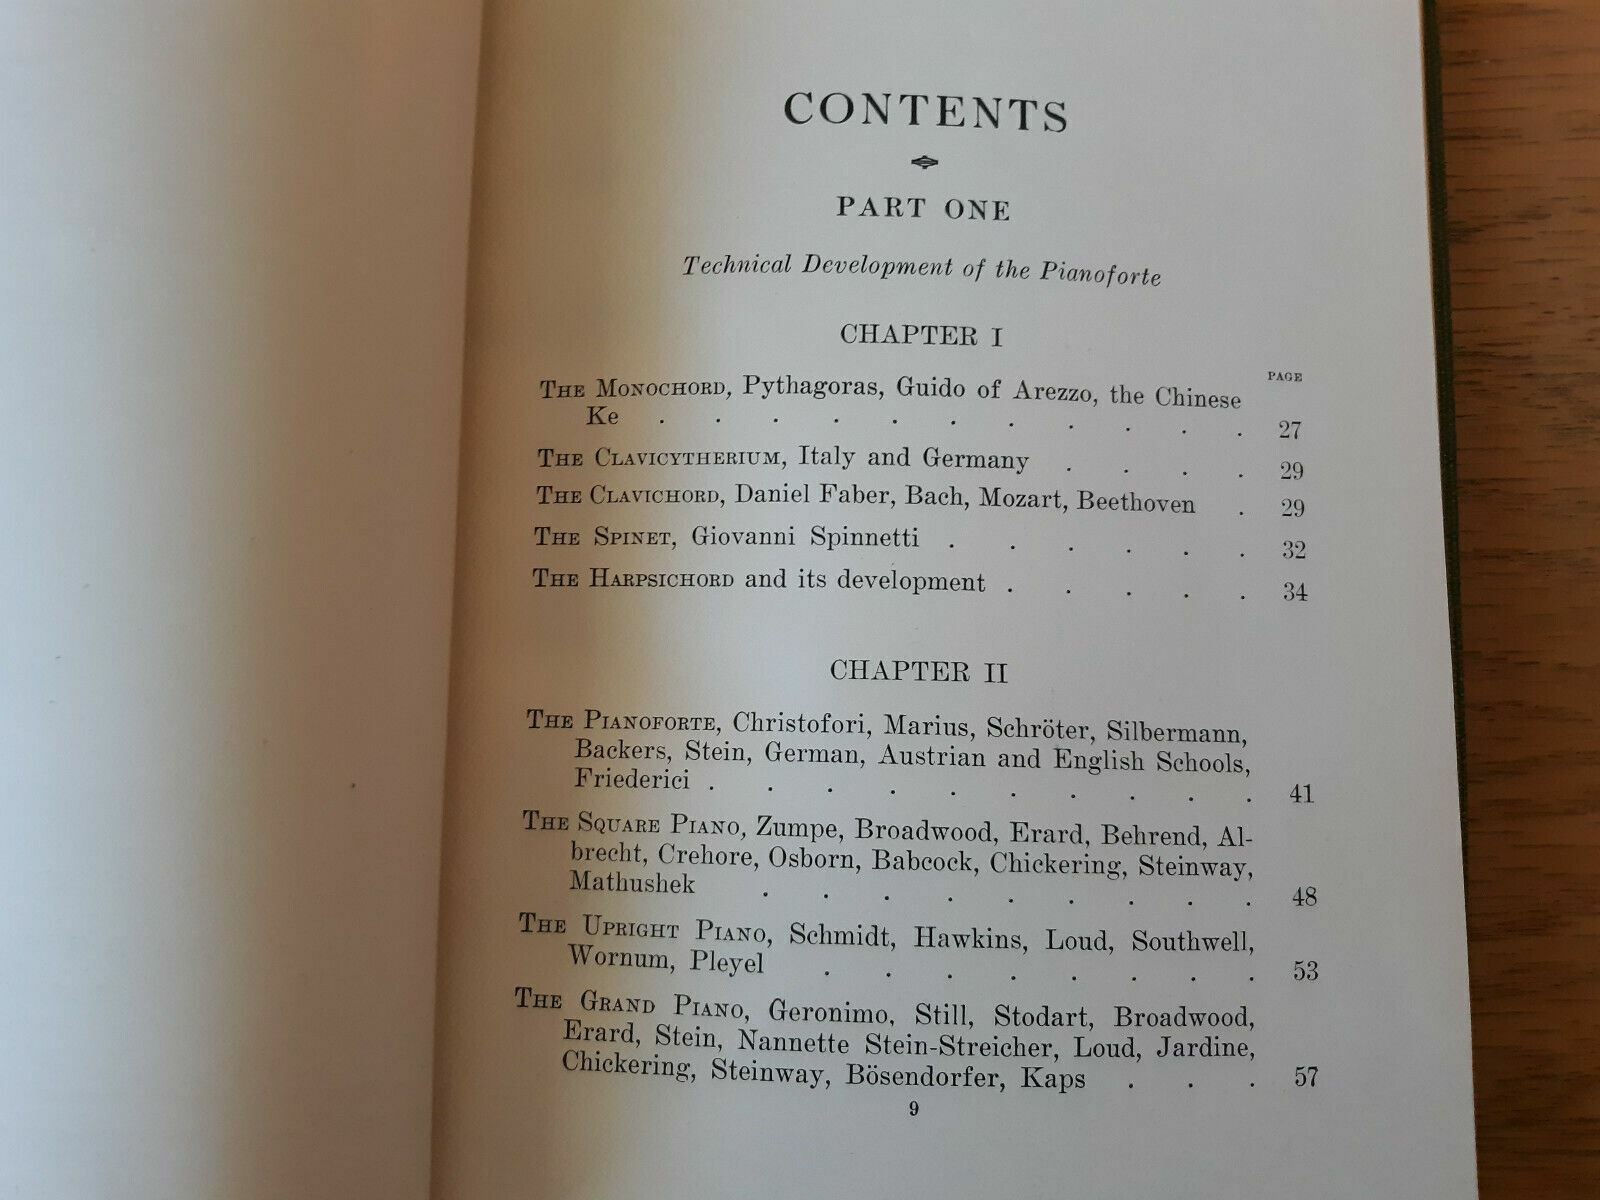 CONTENTS
PART ONE
Technical Development of the Pianoforte
CHAPTER I
PAGE
The Monochord, Pythagoras, Guido of Arezzo, the Chinese
Ke . . . . . . . . . . . 27
The Clavicytherium, Italy and Germany . . . . 29
The Clavichord, Daniel Faber, Bach, Mozart, Beethoven . 29
The Spinet, Giovanni Spinnetti . . . . . . 32
The Harpsichord and its development . . . . . 34
CHAPTER II
The Pianoforte, Christofori, Marius, Schröter, Silbermann,
Backers, Stein, German, Austrian and English Schools,
Friederici . . . . . . . . . . 41
The Square Piano, Zumpe, Broadwood, Erard, Behrend, Al-
brecht, Crehore, Osborn, Babcock, Chickering, Steinway,
Mathushek . . . . . . . . . 48
The Upright Piano, Schmidt, Hawkins, Loud, Southwell,
Wornum, Pleyel . . . . . . . . 53
The Grand Piano, Geronimo, Still, Stodart, Broadwood,
Erard, Stein, Nannette Stein-Streicher, Loud, Jardine,
Chickering, Steinway, Bösendorfer, Kaps . . . 57
9